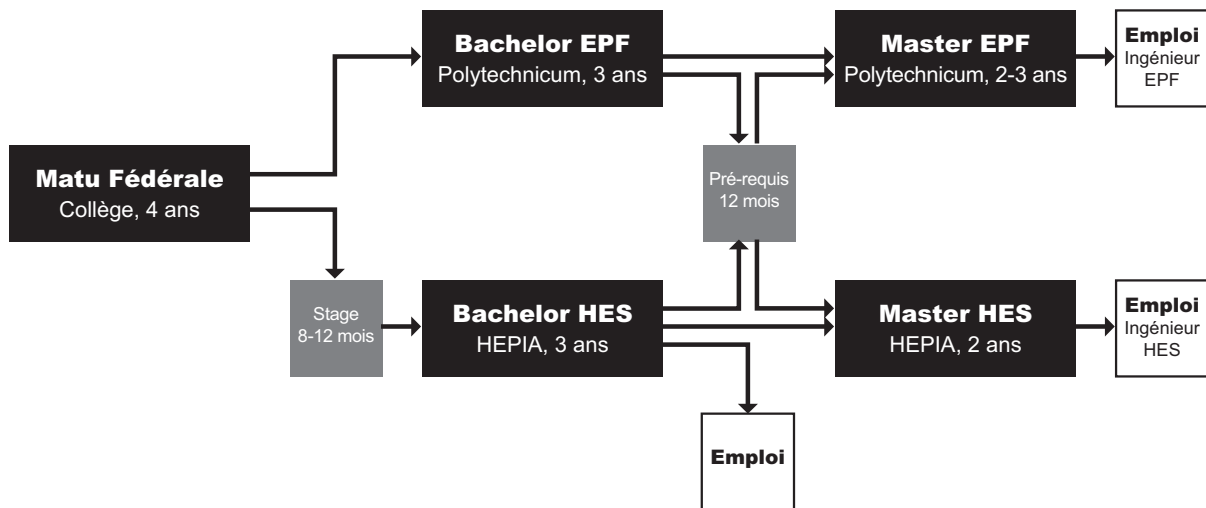 Bachelor EPF
Polytechnicum, 3 ans
Master EPF
Polytechnicum, 2-3 ans
Emploi
Ingénieur
EPF
Matu Fédérale
Collège, 4 ans
Pré-requis
12 mois
Stage
8-12 mois
Bachelor HES
HEPIA, 3 ans
Master HES
HEPIA, 2 ans
Emploi
Ingénieur
HES
Emploi